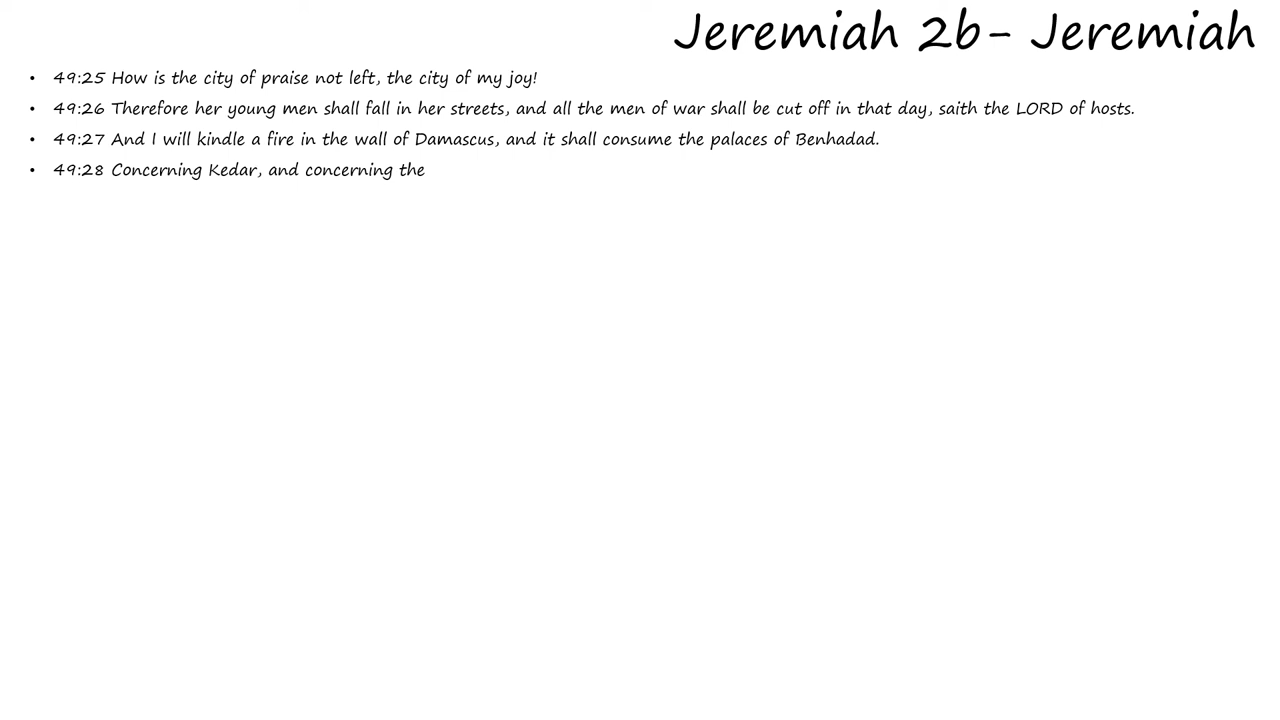 Jeremiah 2b- Jeremiah
• 49:25 How is the city of praise not left, the city of my joy!
• 49:26 Therefore her young men shall fall in her streets, and all the men of war shall be cut off in that day, saith the LORD of hosts.
• 49:27 And I will kindle a fire in the wall of Damascus, and it shall consume the palaces of Benhadad.
• 49:28 Concerning Kedar, and concerning the